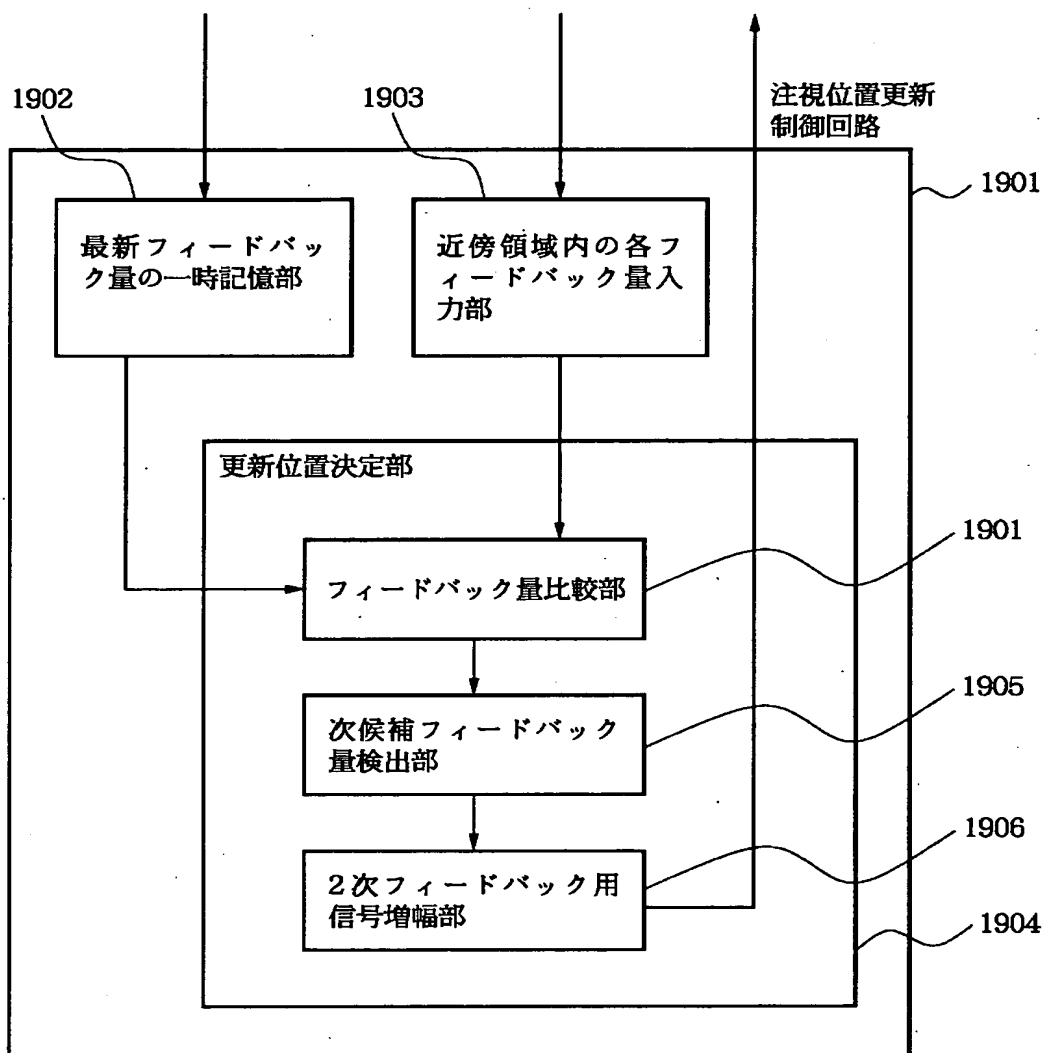 1902
1903
注視位置更新
制御回路
1901
最新フィードバッ
ク量の一時記憶部
近傍領域内の各フ
ィードバック量入
力部
更新位置決定部
1901
フィードバック量比較部
1905
次候補フィードバック
量検出部
1906
2次フィードバック用
信号増幅部
1904